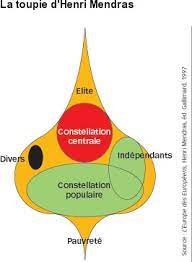 La toupie d'Henri Mendras
Elite
Constellation
centrale
Divers
Indépendants
Constellation
populaire
Pauvreté
Source : L'Europe des Européens, Henri Mendras, éd. Gallimard, 1997